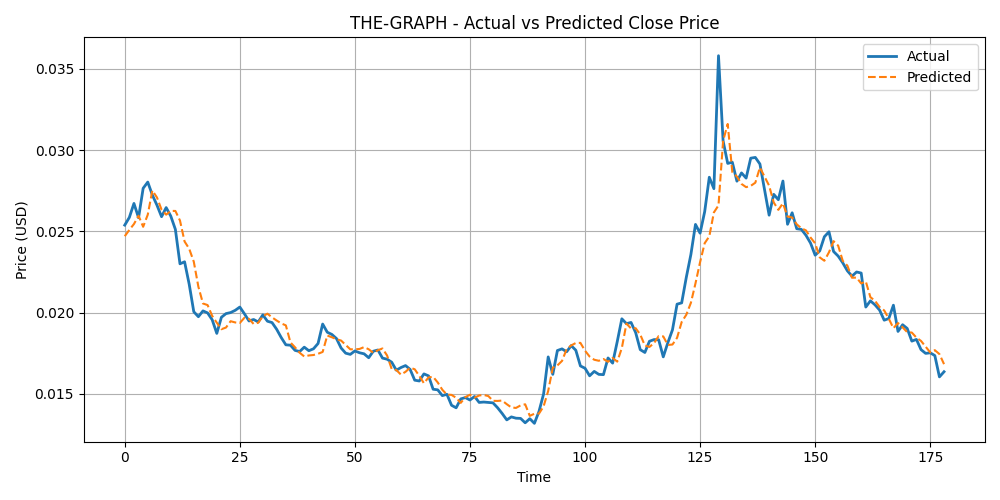 THE-GRAPH - Actual vs Predicted Close Price
Actual
Predicted
Price (USD)
0.035
0.030
0.025
0.020
0.015
0 25 50 75 100 125 150 175
Time